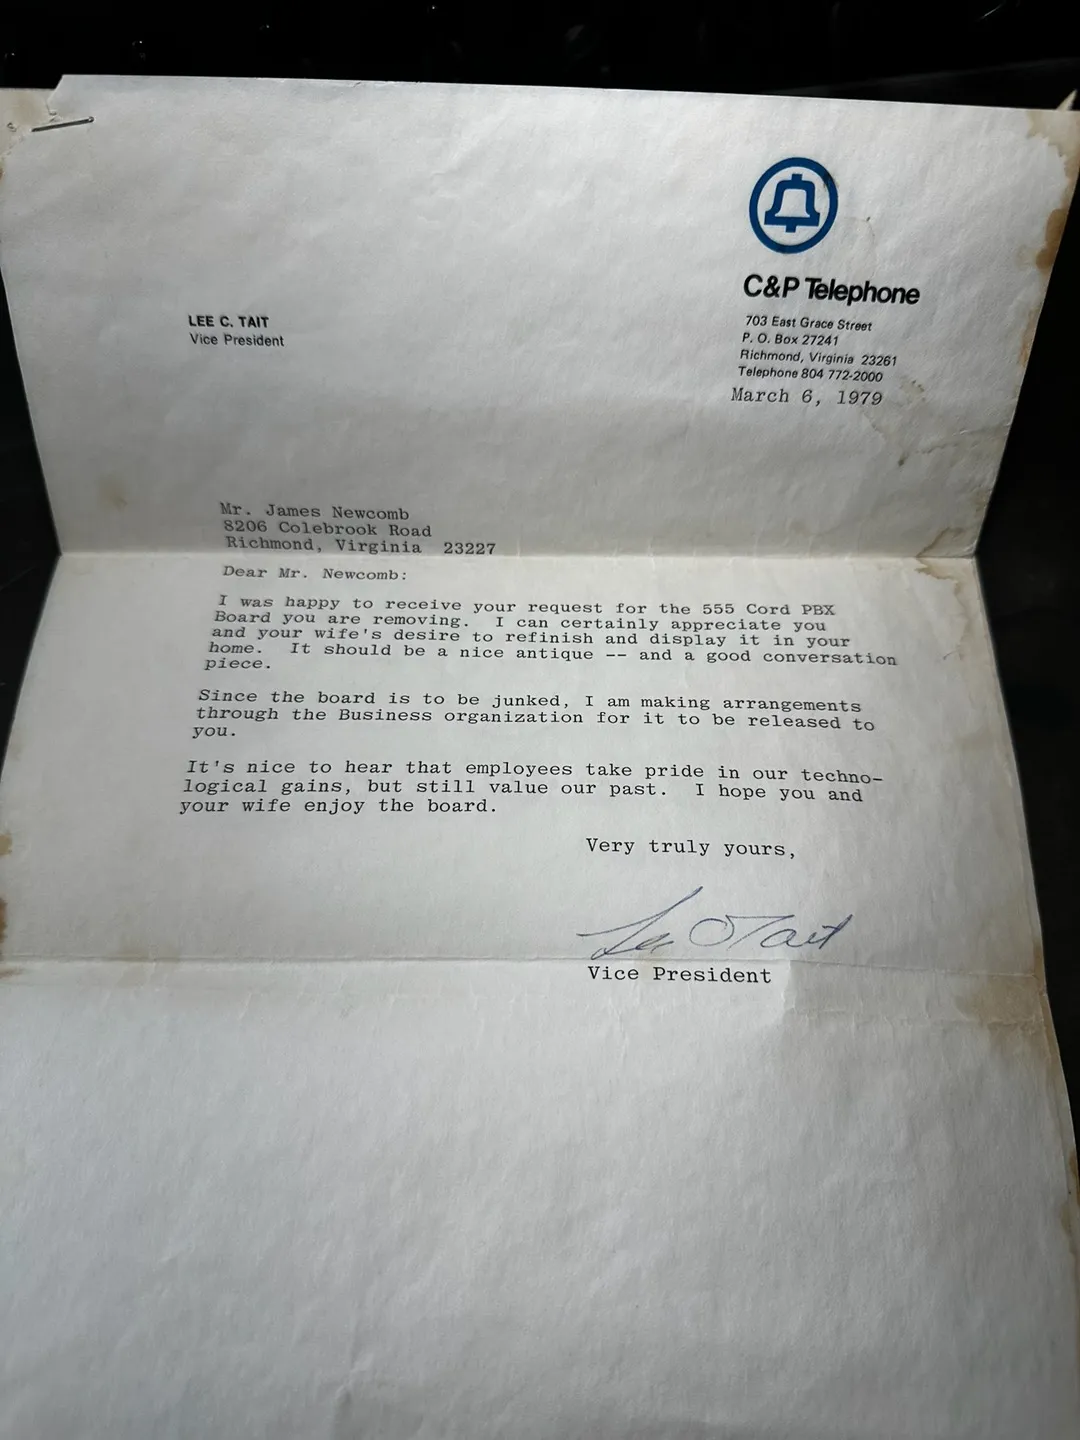 C&P Telephone
LEE C. TAIT
Vice President
703 East Grace Street
P. O. Box 27241
Richmond, Virginia 23261
Telephone 804 772-2000
March 6, 1979
Mr. James Newcomb
8206 Colebrook Road
Richmond, Virginia 23227
Dear Mr. Newcomb:
I was happy to receive your request for the 555 Cord PBX
Board you are removing. I can certainly appreciate you
and your wife's desire to refinish and display it in your
home. It should be a nice antique -- and a good conversation
piece.
Since the board is to be junked, I am making arrangements
through the Business organization for it to be released to
you.
It's nice to hear that employees take pride in our techno-
logical gains, but still value our past. I hope you and
your wife enjoy the board.
Very truly yours,
Lee C Tait
Vice President